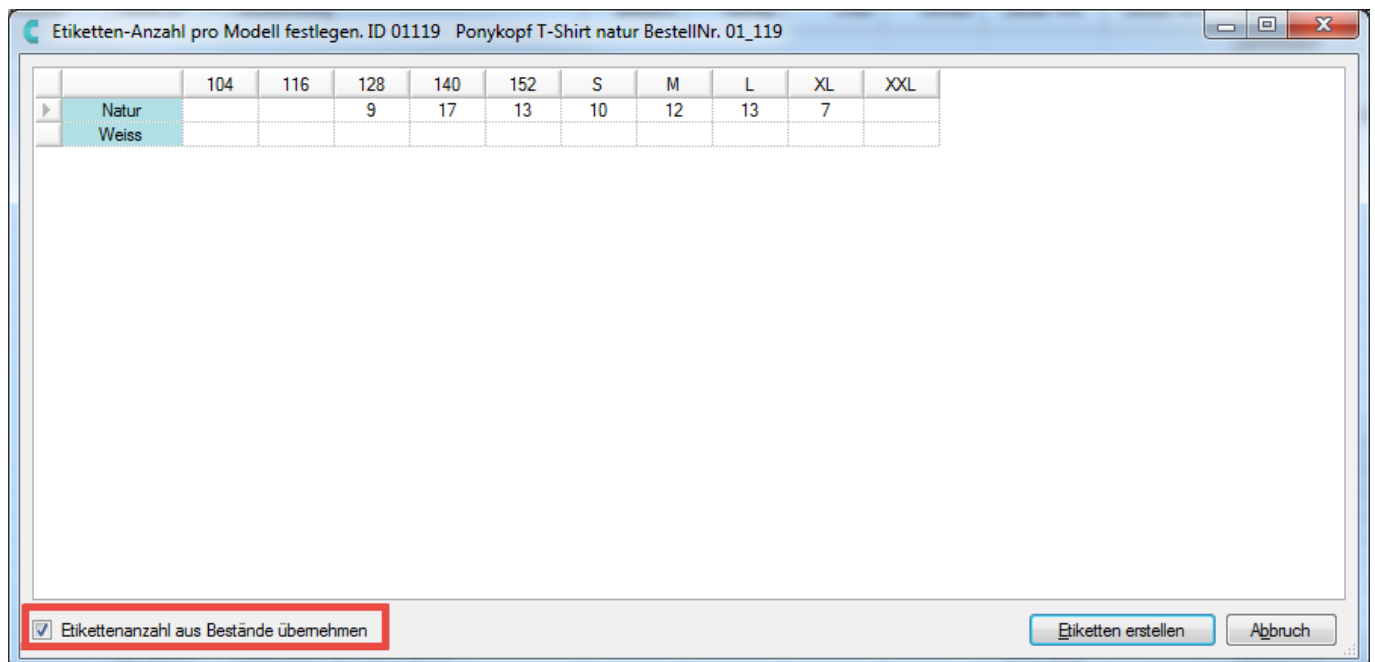 Etiketten-Anzahl pro Modell festlegen. ID 01119 Ponykopf T-Shirt natur BestellNr. 01_119
104 116 128 140 152 S M L XL XXL
Natur 9 17 13 10 12 13 7
Weiss
Etikettenanzahl aus Bestände übernehmen Etiketten erstellen Abbruch